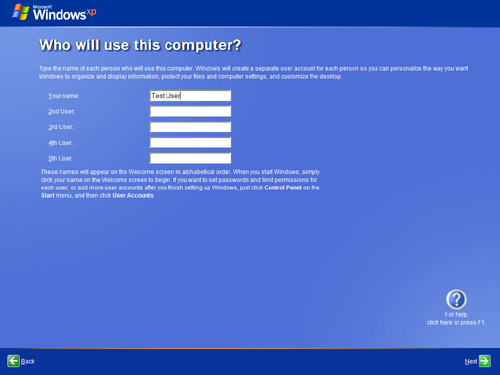 Microsoft
Windows xp
Who will use this computer?
Type the name of each person who will use this computer. Windows will create a separate user account for each person so you can personalize the way you want
Windows to organize and display information, protect your files and computer settings, and customize the desktop.
Your name:
Test User
2nd User:
3rd User:
4th User:
5th User:
These names will appear on the Welcome screen in alphabetical order. When you start Windows, simply
click your name on the Welcome screen to begin. If you want to set passwords and limit permissions for
each user, or add more user accounts after you finish setting up Windows, just click Control Panel on the
Start menu, and then click User Accounts.
?
For help,
click here or press F1.
Back
Next